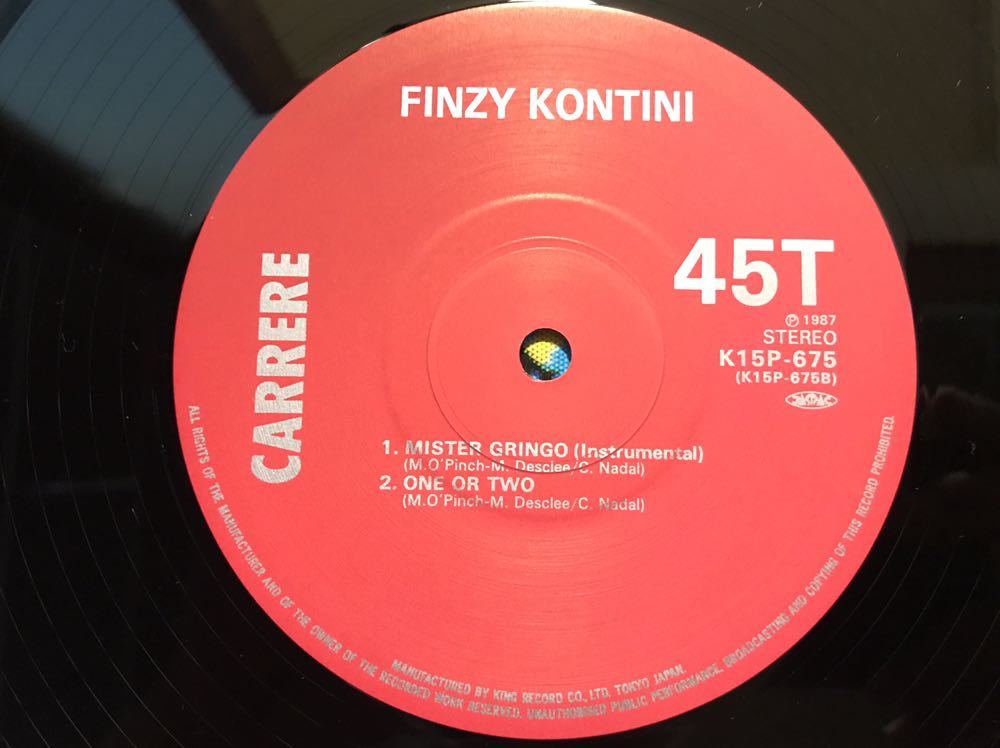 FINZY KONTINI
CARRERE
45T
Ⓟ 1987
STEREO
K15P-675
(K15P-675B)
JASRAC
1. MISTER GRINGO (Instrumental)
(M.O'Pinch-M. Desclee/C. Nadal)
2. ONE OR TWO
(M.O'Pinch-M. Desclee/C. Nadal)
ALL RIGHTS OF THE MANUFACTURER AND OF THE OWNER OF THE RECORDED WORK RESERVED. UNAUTHORISED PUBLIC PERFORMANCE, BROADCASTING AND COPYING OF THIS RECORD PROHIBITED.
MANUFACTURED BY KING RECORD CO., LTD. TOKYO JAPAN.